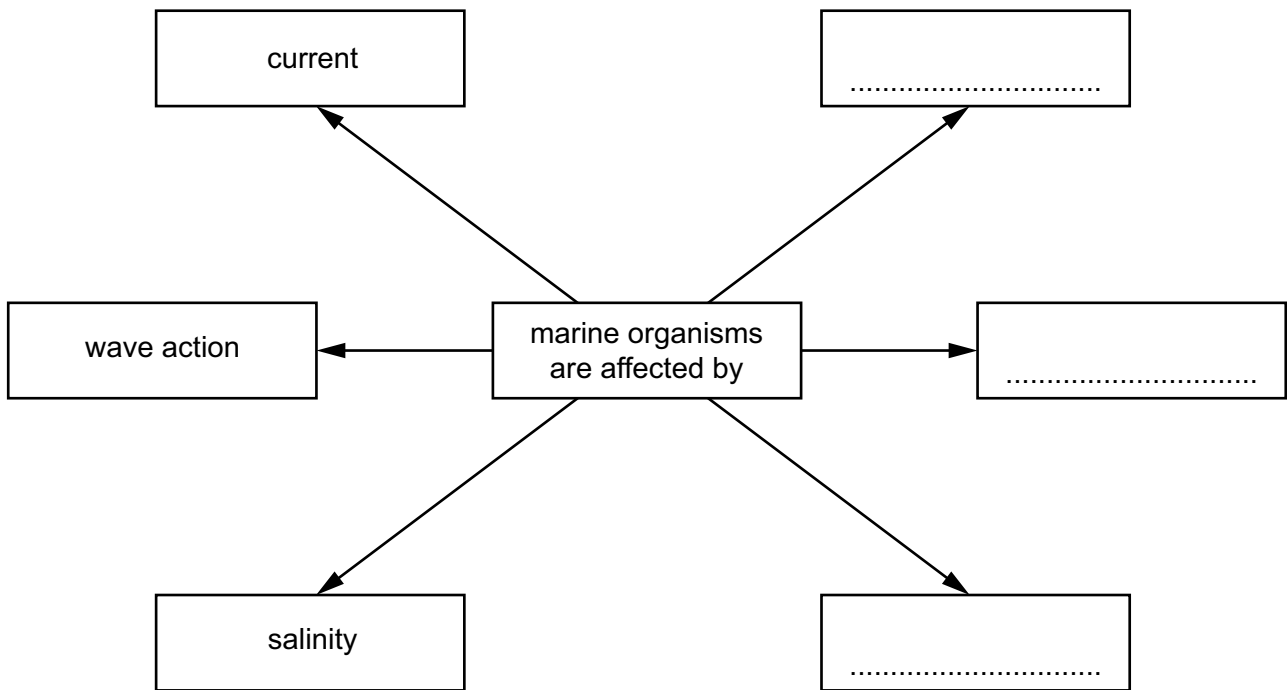 current
..............................
wave action
marine organisms
are affected by
..............................
salinity
..............................